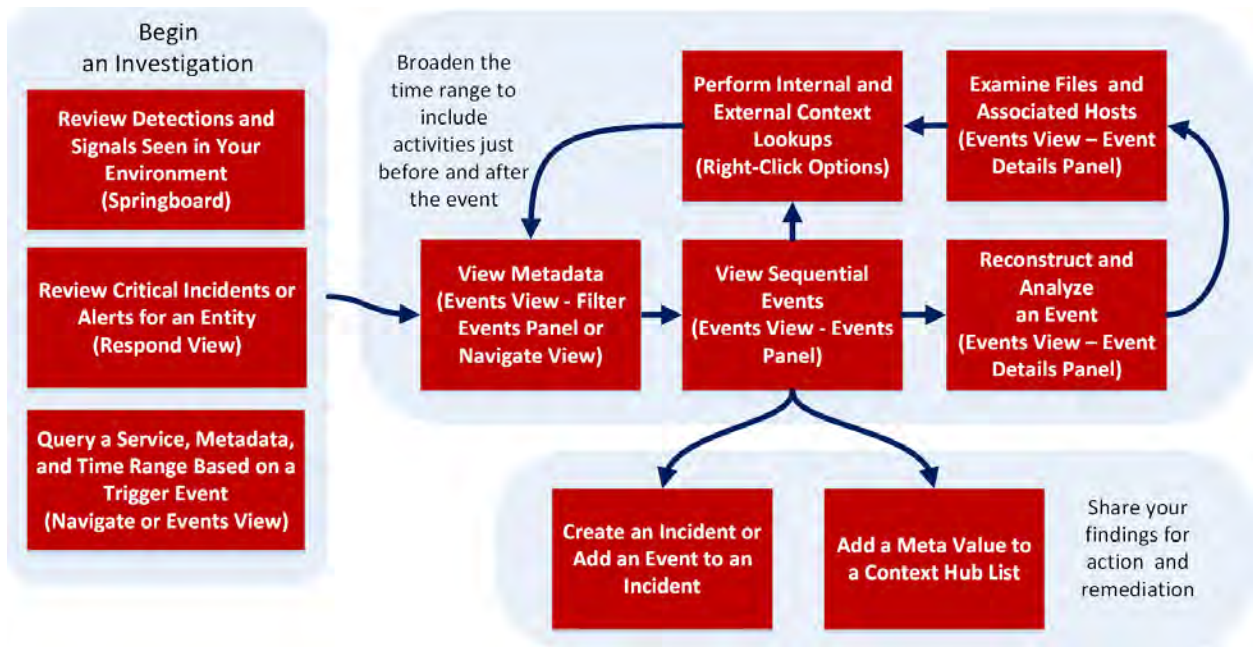 Begin
an Investigation
Review Detections and
Signals Seen in Your
Environment
(Springboard)
Review Critical Incidents or
Alerts for an Entity
(Respond View)
Query a Service, Metadata,
and Time Range Based on a
Trigger Event
(Navigate or Events View)
Broaden the
time range to
include
activities just
before and after
the event
Perform Internal and
External Context
Lookups
(Right-Click Options)
Examine Files and
Associated Hosts
(Events View – Event
Details Panel)
View Metadata
(Events View - Filter
Events Panel or
Navigate View)
View Sequential
Events
(Events View - Events
Panel)
Reconstruct and
Analyze
an Event
(Events View – Event
Details Panel)
Create an Incident or
Add an Event to an
Incident
Add a Meta Value to
a Context Hub List
Share your
findings for
action and
remediation